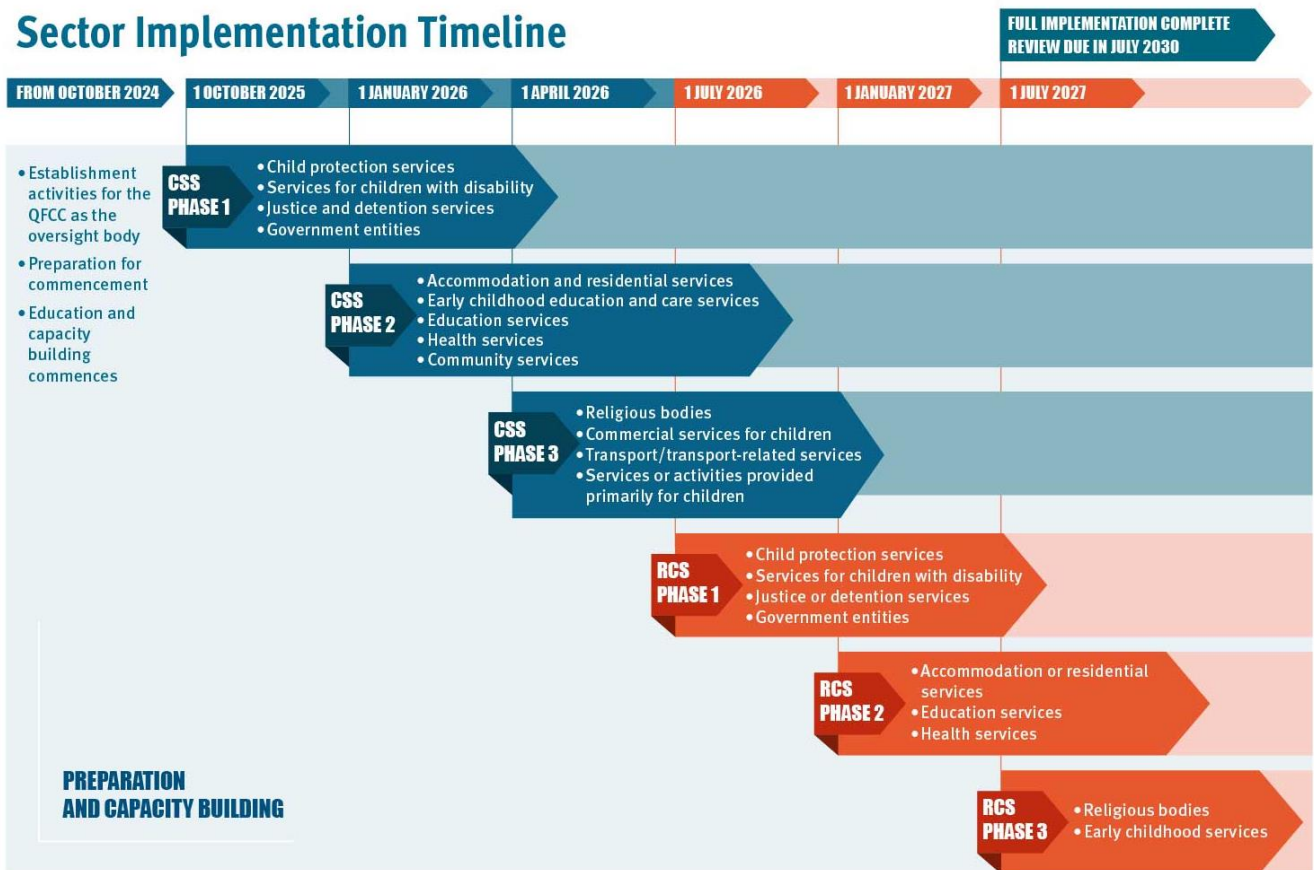 Sector Implementation Timeline
FULL IMPLEMENTATION COMPLETE
REVIEW DUE IN JULY 2030
FROM OCTOBER 2024
1 OCTOBER 2025
1 JANUARY 2026
1 APRIL 2026
1 JULY 2026
1 JANUARY 2027
1 JULY 2027
• Establishment
activities for the
QFCC as the
oversight body
• Preparation for
commencement
• Education and
capacity
building
commences
CSS
PHASE 1
• Child protection services
• Services for children with disability
• Justice and detention services
• Government entities
CSS
PHASE 2
• Accommodation and residential services
• Early childhood education and care services
• Education services
• Health services
• Community services
CSS
PHASE 3
• Religious bodies
• Commercial services for children
• Transport/transport-related services
• Services or activities provided
primarily for children
RCS
PHASE 1
• Child protection services
• Services for children with disability
• Justice or detention services
• Government entities
RCS
PHASE 2
• Accommodation or residential
services
• Education services
• Health services
RCS
PHASE 3
• Religious bodies
• Early childhood services
PREPARATION
AND CAPACITY BUILDING